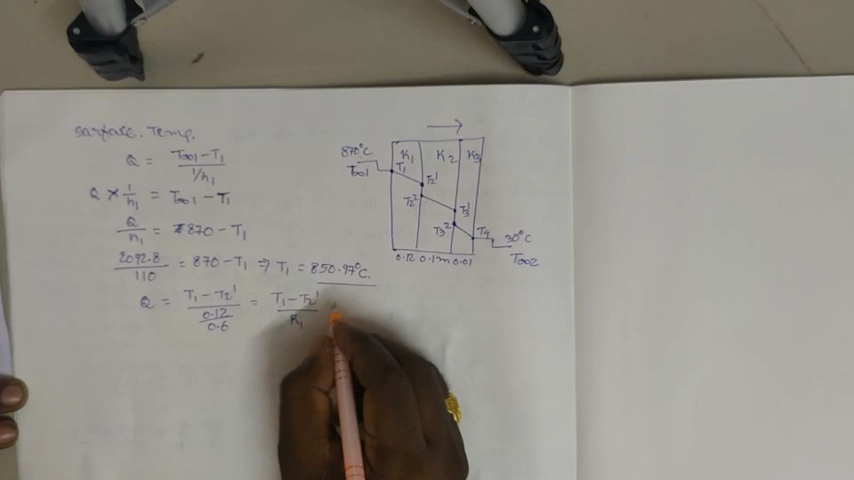 Surface. Temp.
Q = T∞1 - T1 / 1/h1
Q × 1/h1 = T∞1 - T1
Q/h1 = 870 - T1
2092.8/110 = 870 - T1 ⇒ T1 = 850.97°C.
Q = T1 - T2' / 0.12/0.6 = T1 - T2' / R1
→
870°C
T∞1
K1 K2 K3
T1
T2'
T2²
T3'
T3²
T4
30°C
T∞2
0.12 0.1m 0.01